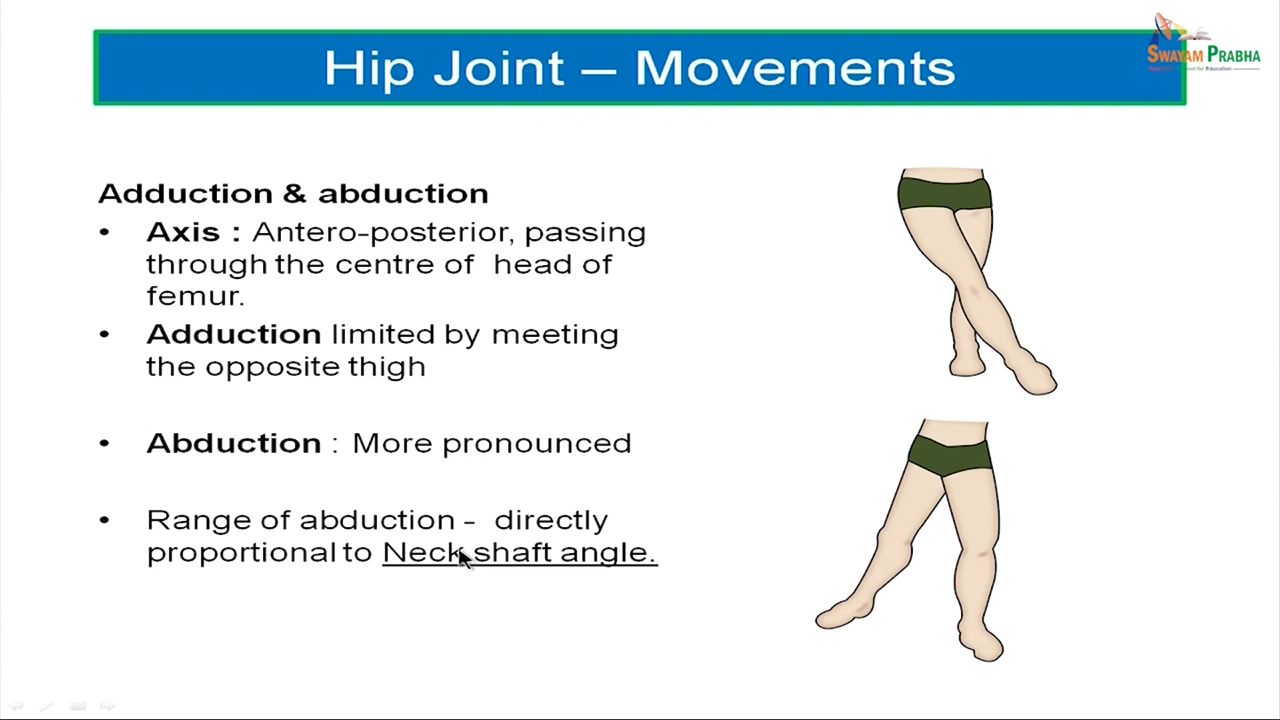 Hip Joint – Movements
SWAYAM PRABHA
Adduction & abduction
• Axis : Antero-posterior, passing
through the centre of head of
femur.
• Adduction limited by meeting
the opposite thigh
• Abduction : More pronounced
• Range of abduction - directly
proportional to Neck shaft angle.